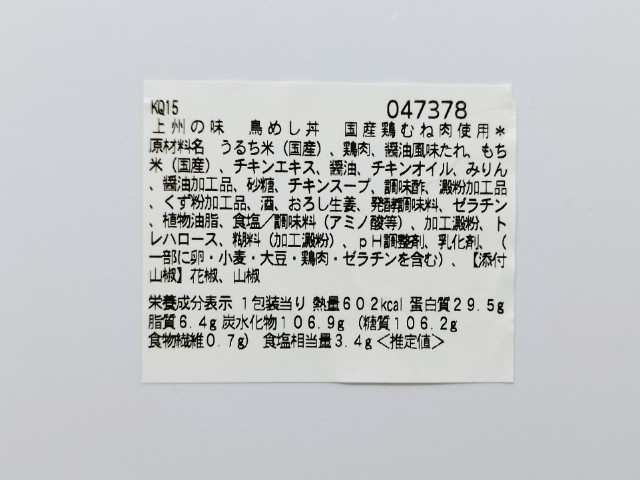 KQ15 047378
上州の味 鳥めし丼 国産鶏むね肉使用＊
原材料名 うるち米（国産）、鶏肉、醤油風味たれ、もち
米（国産）、チキンエキス、醤油、チキンオイル、みりん
、醤油加工品、砂糖、チキンスープ、調味酢、澱粉加工品
、くず粉加工品、酒、おろし生姜、発酵調味料、ゼラチン
、植物油脂、食塩／調味料（アミノ酸等）、加工澱粉、ト
レハロース、糊料（加工澱粉）、ｐＨ調整剤、乳化剤、（
一部に卵・小麦・大豆・鶏肉・ゼラチンを含む）、【添付
山椒】花椒、山椒
栄養成分表示 １包装当り 熱量６０２kcal 蛋白質２９.５g
脂質６.４g 炭水化物１０６.９g （糖質１０６.２g
食物繊維０.７g） 食塩相当量３.４g＜推定値＞